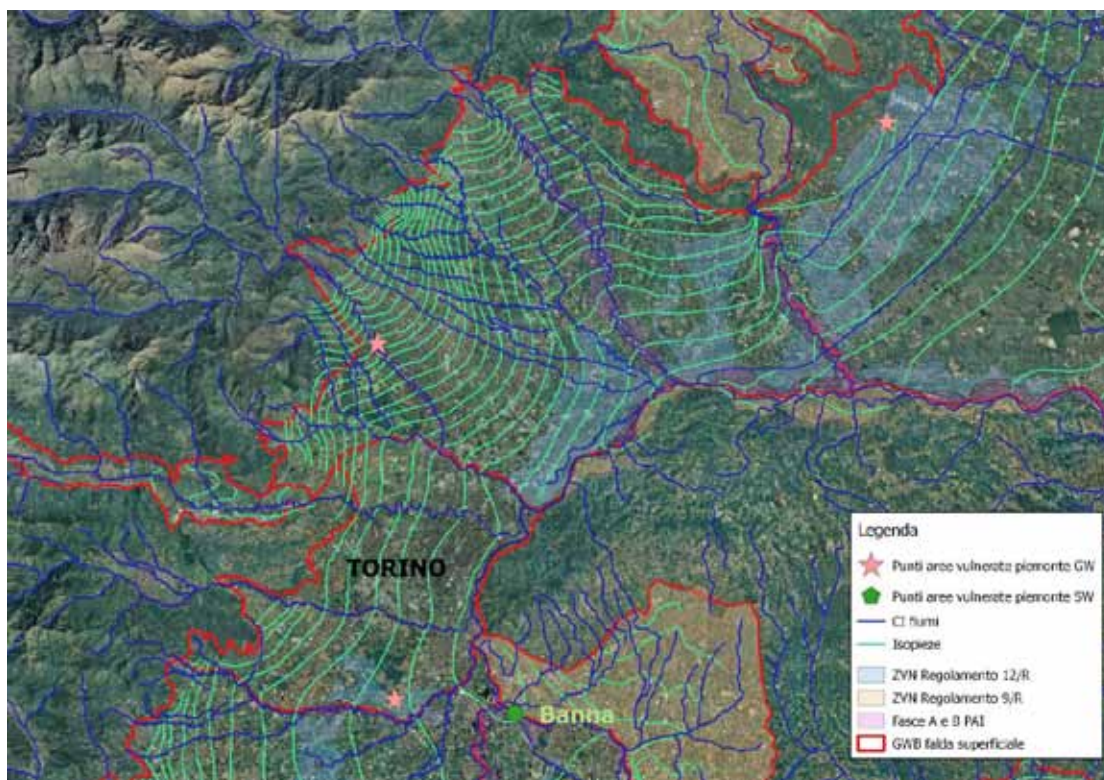 TORINO
Banna
Legenda
Punti aree vulnerate piemonte GW
Punti aree vulnerate piemonte SW
CI fiumi
Isopieze
ZVN Regolamento 12/R
ZVN Regolamento 9/R
Fasce A e B PAI
GWB falda superficiale